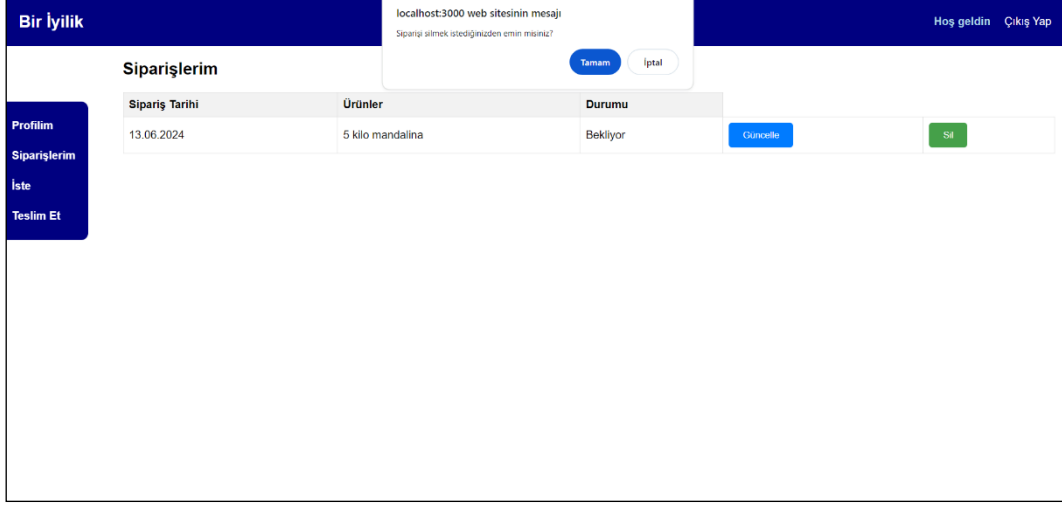 Bir İyilik
localhost:3000 web sitesinin mesajı
Siparişi silmek istediğinizden emin misiniz?
Tamam İptal
Hoş geldin Çıkış Yap
Profilim
Siparişlerim
İste
Teslim Et
Siparişlerim
Sipariş Tarihi Ürünler Durumu
13.06.2024 5 kilo mandalina Bekliyor Güncelle Sil